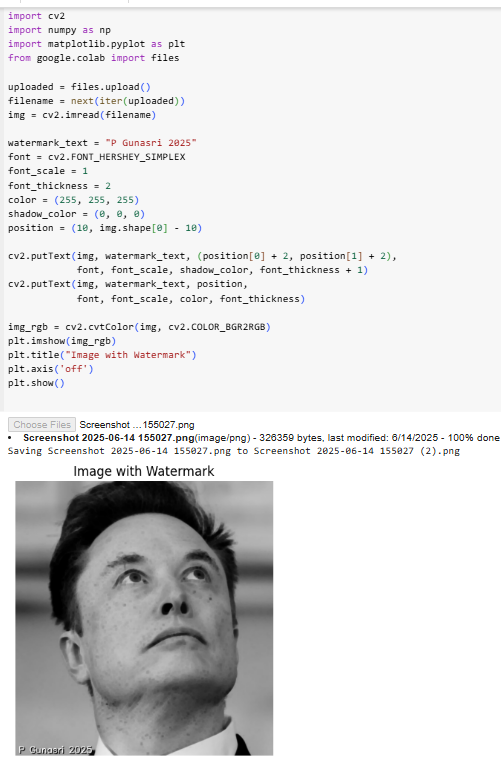 import cv2
import numpy as np
import matplotlib.pyplot as plt
from google.colab import files
uploaded = files.upload()
filename = next(iter(uploaded))
img = cv2.imread(filename)
watermark_text = "P Gunasri 2025"
font = cv2.FONT_HERSHEY_SIMPLEX
font_scale = 1
font_thickness = 2
color = (255, 255, 255)
shadow_color = (0, 0, 0)
position = (10, img.shape[0] - 10)
cv2.putText(img, watermark_text, (position[0] + 2, position[1] + 2),
font, font_scale, shadow_color, font_thickness + 1)
cv2.putText(img, watermark_text, position,
font, font_scale, color, font_thickness)
img_rgb = cv2.cvtColor(img, cv2.COLOR_BGR2RGB)
plt.imshow(img_rgb)
plt.title("Image with Watermark")
plt.axis('off')
plt.show()
Choose Files Screenshot ...155027.png
• Screenshot 2025-06-14 155027.png(image/png) - 326359 bytes, last modified: 6/14/2025 - 100% done
Saving Screenshot 2025-06-14 155027.png to Screenshot 2025-06-14 155027 (2).png
Image with Watermark
P Gunasri 2025